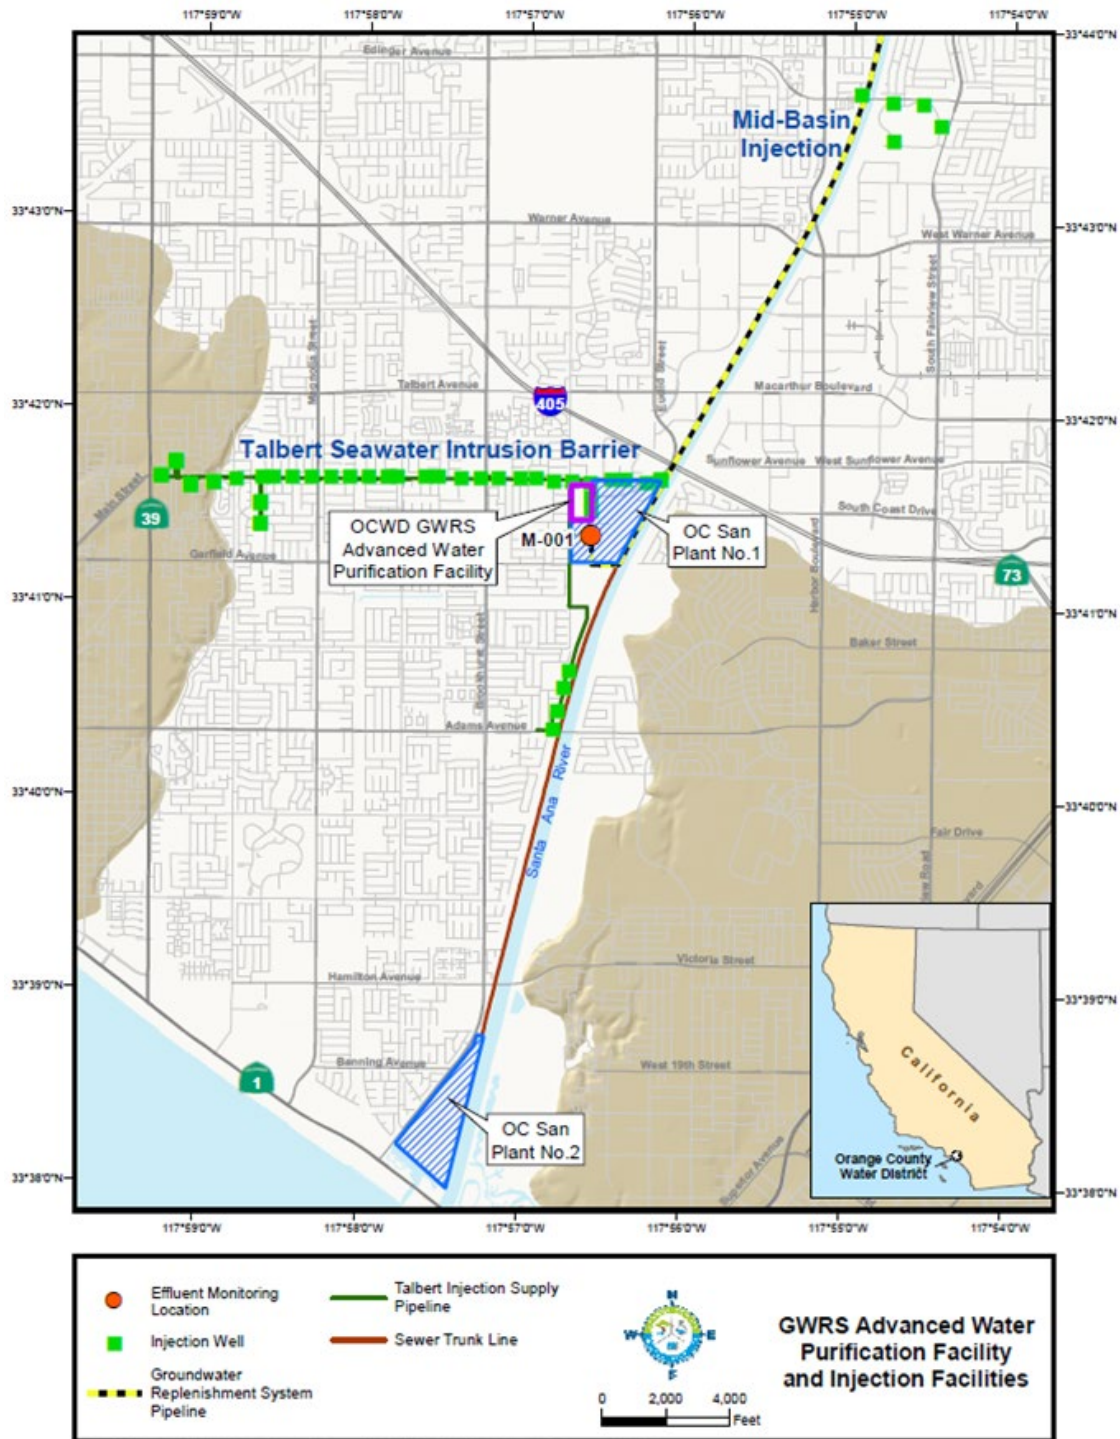 117°59'0"W 117°58'0"W 117°57'0"W 117°56'0"W 117°55'0"W 117°54'0"W
33°44'0"N
Edinger Avenue
Mid-Basin
Injection
33°43'0"N
33°43'0"N
Warner Avenue
West Warner Avenue
South Fairview Street
Magnolia Street
Euclid Street
Talbert Avenue
Macarthur Boulevard
33°42'0"N
33°42'0"N
405
Talbert Seawater Intrusion Barrier
Sunflower Avenue
West Sunflower Avenue
Main Street
39
South Coast Drive
OCWD GWRS
Advanced Water
Purification Facility
M-001
OC San
Plant No.1
Garfield Avenue
Harbor Boulevard
73
33°41'0"N
33°41'0"N
Brookhurst Street
Baker Street
Adams Avenue
Santa Ana River
33°40'0"N
33°40'0"N
Fair Drive
Victoria Street
Hamilton Avenue
33°39'0"N
33°39'0"N
Banning Avenue
West 19th Street
1
OC San
Plant No.2
Superior Avenue
California
Orange County
Water District
33°38'0"N
33°38'0"N
117°59'0"W 117°58'0"W 117°57'0"W 117°56'0"W 117°55'0"W 117°54'0"W
Effluent Monitoring
Location
Injection Well
Groundwater
Replenishment System
Pipeline
Talbert Injection Supply
Pipeline
Sewer Trunk Line
N
W E
0 2,000 4,000
Feet
GWRS Advanced Water
Purification Facility
and Injection Facilities